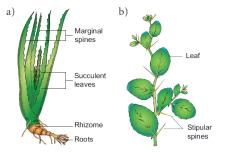 a)
Marginal
spines
Succulent
leaves
Rhizome
Roots
b)
Leaf
Stipular
spines